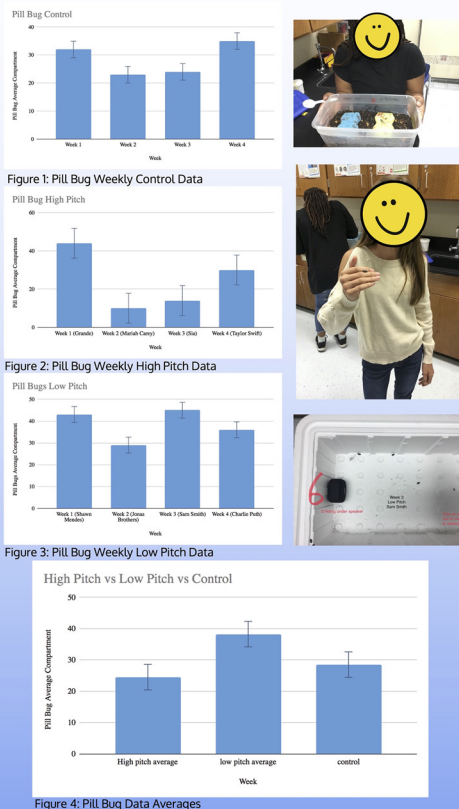 Pill Bug Control
40
30
20
10
0
Pill Bug Average Compartment
Week 1
Week 2
Week 3
Week 4
Week
Figure 1: Pill Bug Weekly Control Data
Pill Bug High Pitch
60
40
20
0
Pill Bug Average Compartment
Week 1 (Grande)
Week 2 (Mariah Carey)
Week 3 (Sia)
Week 4 (Taylor Swift)
Week
Figure 2: Pill Bug Weekly High Pitch Data
Pill Bugs Low Pitch
50
40
30
20
10
0
Pill Bug Average Compartment
Week 1 (Shawn
Mendes)
Week 2 (Jonas
Brothers)
Week 3 (Sam Smith)
Week 4 (Charlie Puth)
Week
Figure 3: Pill Bug Weekly Low Pitch Data
6
under speaker
Week 3
Low Pitch
Sam Smith
High Pitch vs Low Pitch vs Control
50
40
30
20
10
0
Pill Bug Average Compartment
High pitch average
low pitch average
control
Week
Figure 4: Pill Bug Data Averages